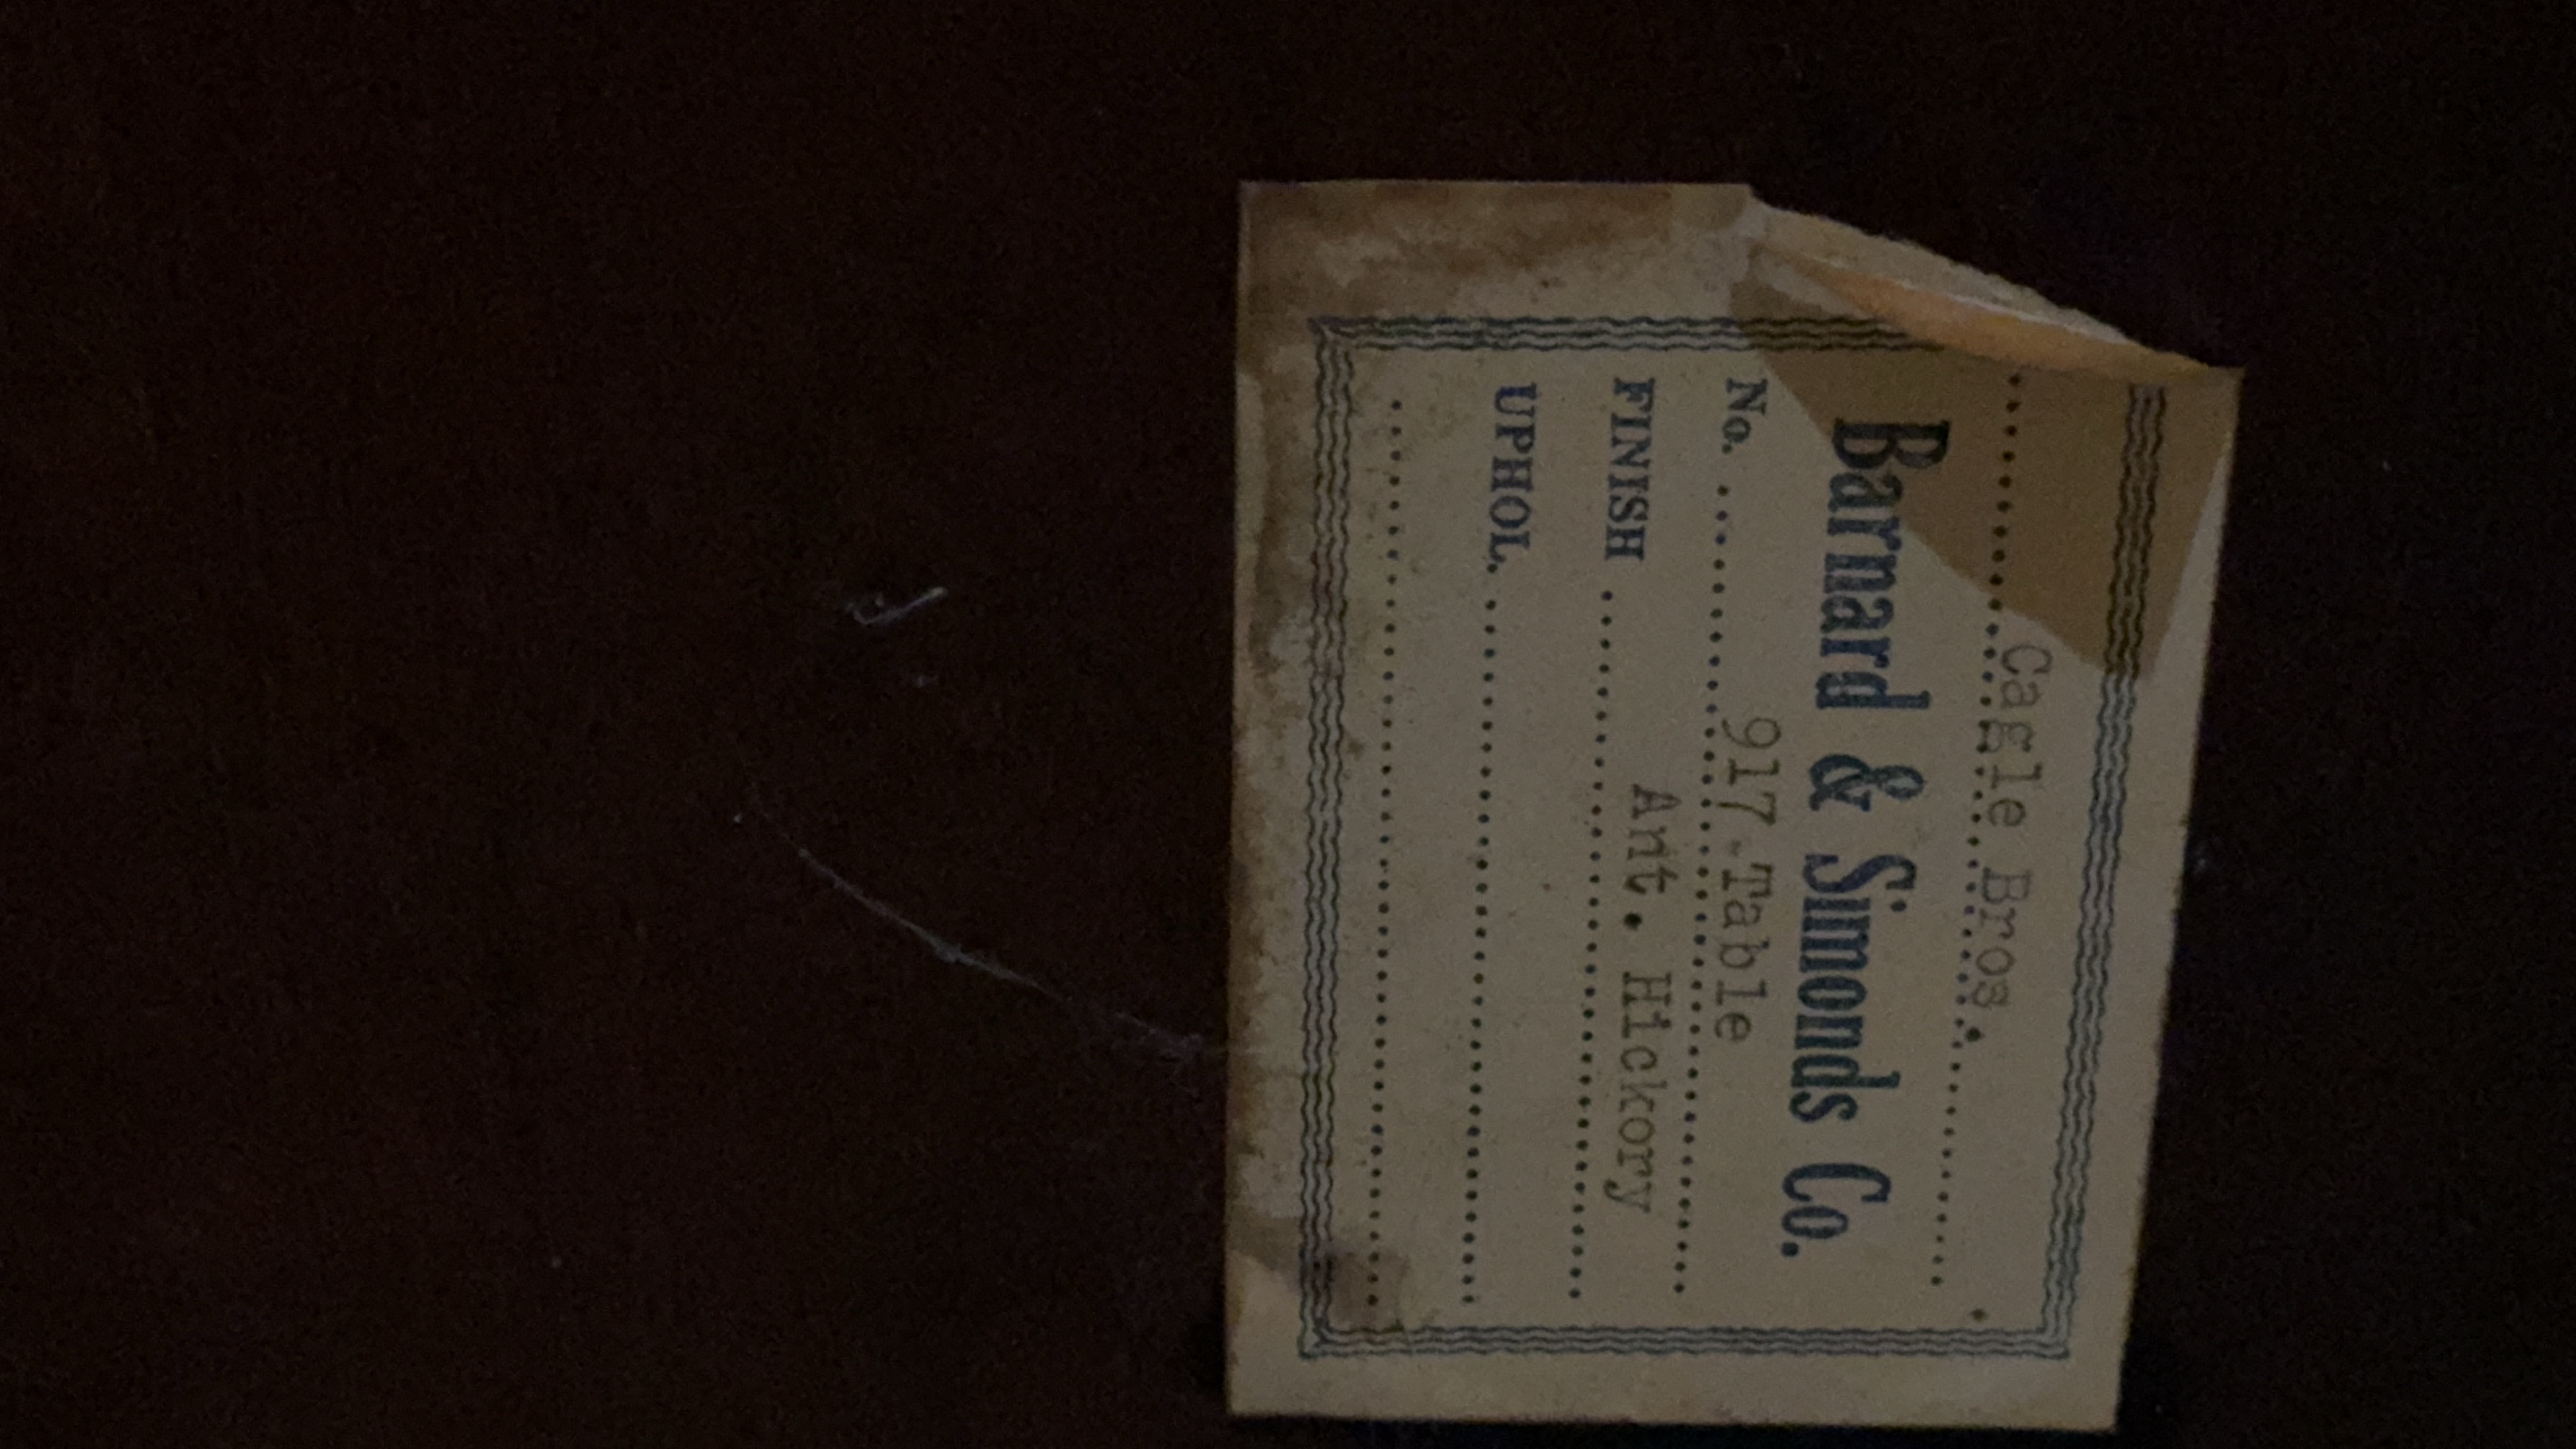 Cagle Bros.
Barnard & Simonds Co.
No. 917 Table
FINISH Ant. Hickory
UPHOL.